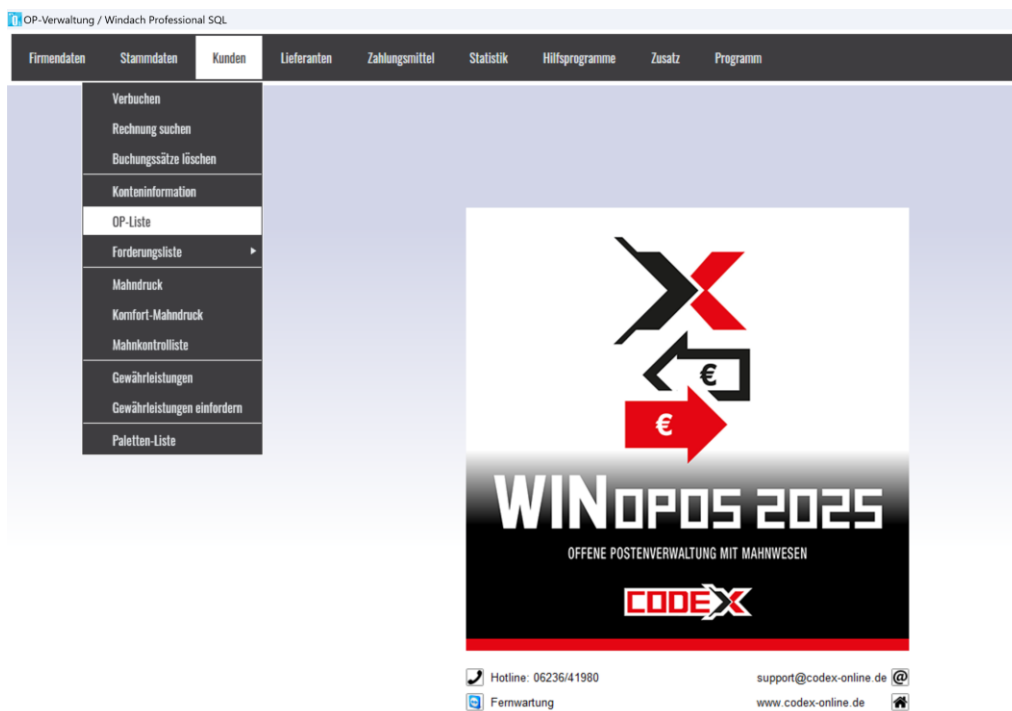 OP-Verwaltung / Windach Professional SQL
Firmendaten Stammdaten Kunden Lieferanten Zahlungsmittel Statistik Hilfsprogramme Zusatz Programm
Verbuchen
Rechnung suchen
Buchungssätze löschen
Konteninformation
OP-Liste
Forderungsliste
Mahndruck
Komfort-Mahndruck
Mahnkontrolliste
Gewährleistungen
Gewährleistungen einfordern
Paletten-Liste
€
€
WINOPOS 2025
OFFENE POSTENVERWALTUNG MIT MAHNWESEN
CODEX
Hotline: 06236/41980 support@codex-online.de @
Fernwartung www.codex-online.de